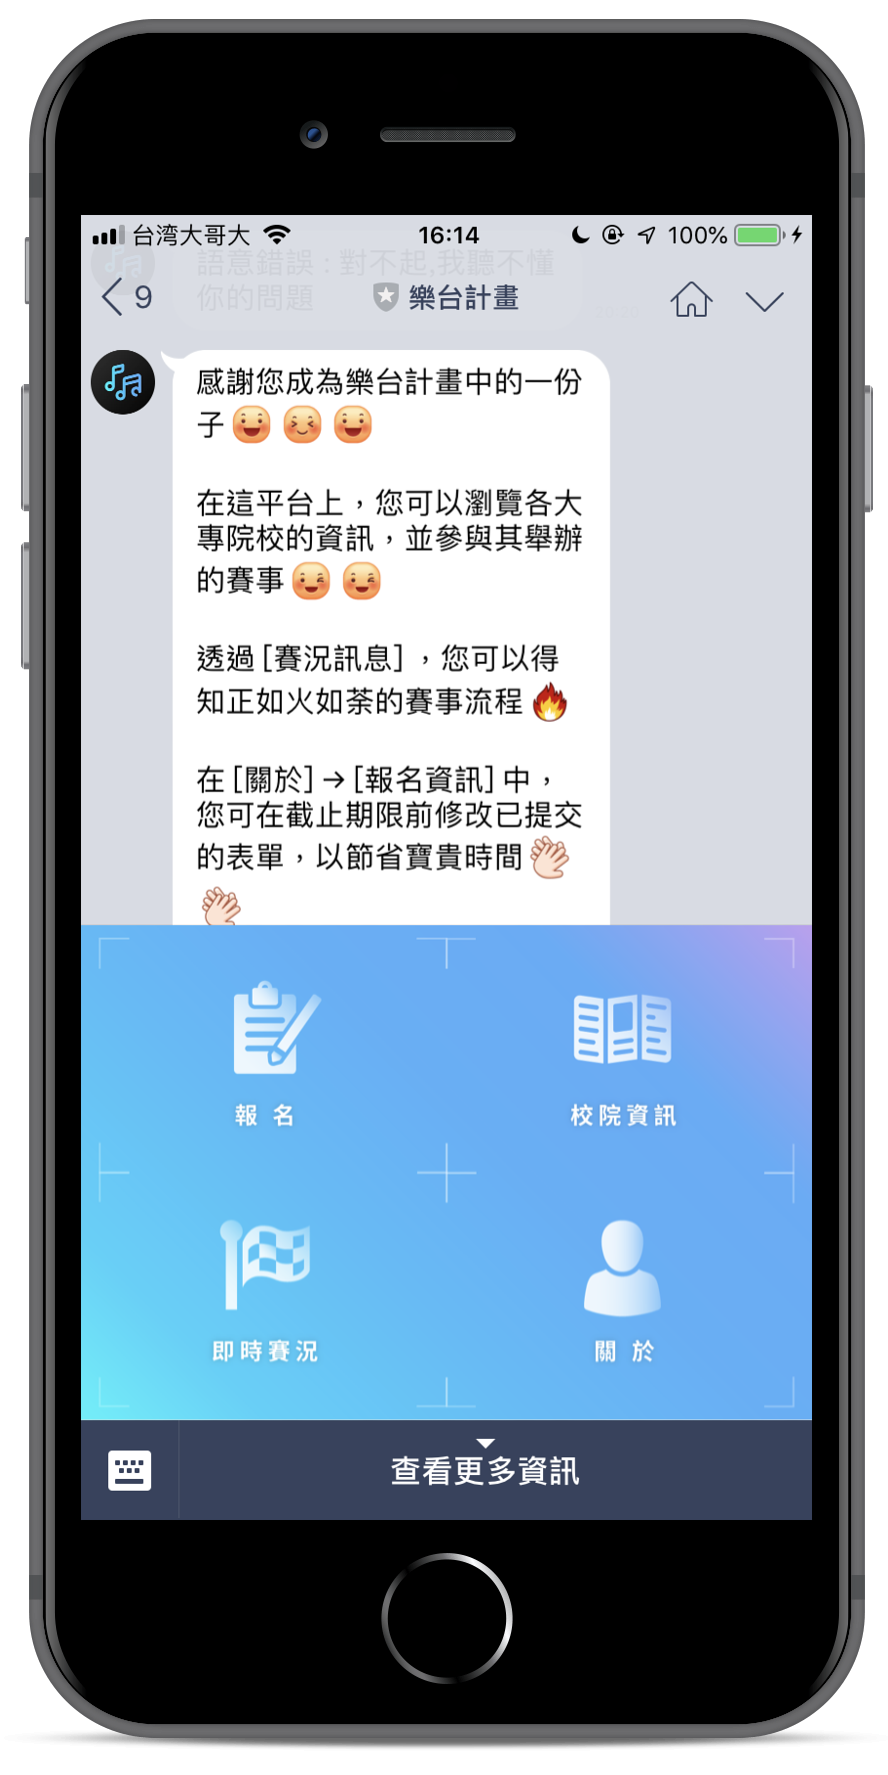 台湾大哥大 16:14 100%
語意錯誤：對不起,我聽不懂
你的問題
9 樂台計畫
感謝您成為樂台計畫中的一份
子
在這平台上，您可以瀏覽各大
專院校的資訊，並參與其舉辦
的賽事
透過 [賽況訊息] ，您可以得
知正如火如荼的賽事流程
在 [關於] → [報名資訊] 中，
您可在截止期限前修改已提交
的表單，以節省寶貴時間
報 名
校院資訊
即時賽況
關 於
查看更多資訊